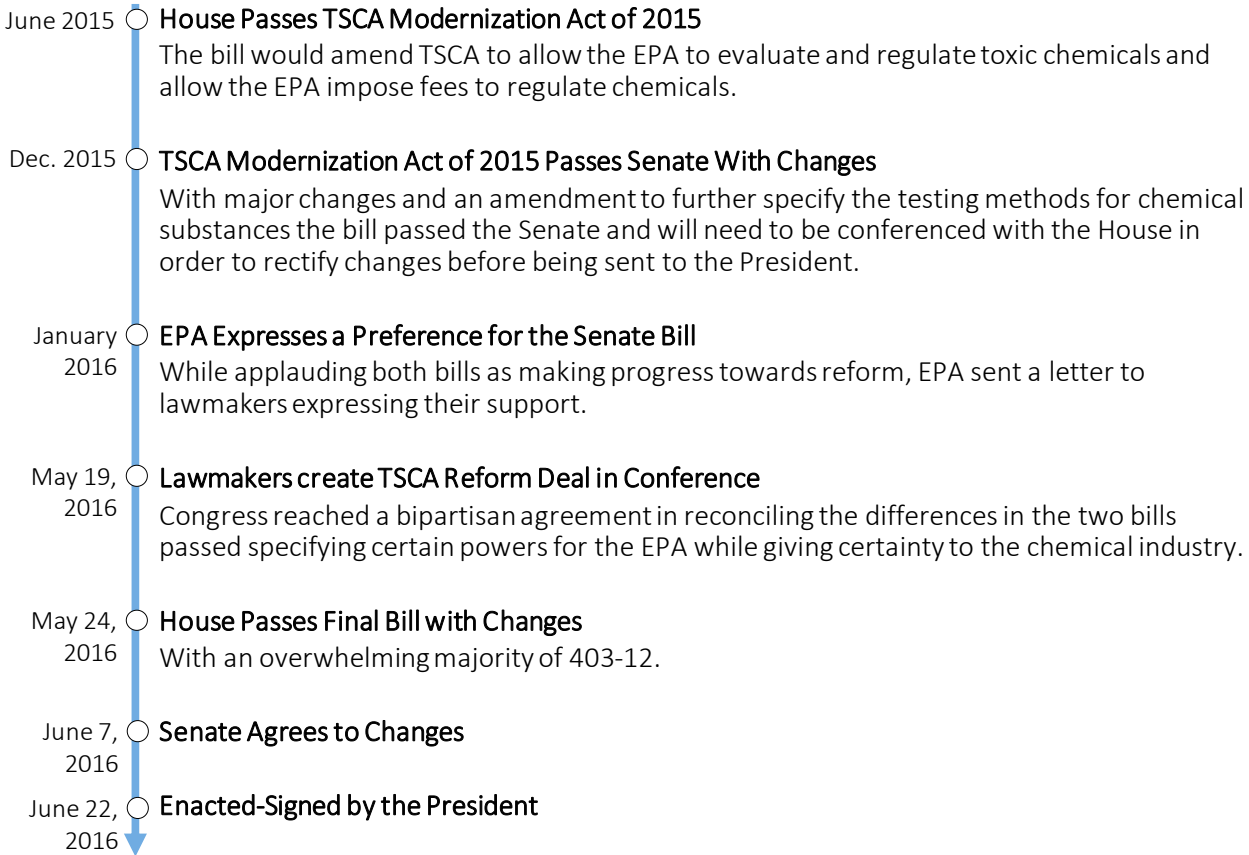 June 2015
House Passes TSCA Modernization Act of 2015
The bill would amend TSCA to allow the EPA to evaluate and regulate toxic chemicals and
allow the EPA impose fees to regulate chemicals.
Dec. 2015
TSCA Modernization Act of 2015 Passes Senate With Changes
With major changes and an amendment to further specify the testing methods for chemical
substances the bill passed the Senate and will need to be conferenced with the House in
order to rectify changes before being sent to the President.
January
2016
EPA Expresses a Preference for the Senate Bill
While applauding both bills as making progress towards reform, EPA sent a letter to
lawmakers expressing their support.
May 19,
2016
Lawmakers create TSCA Reform Deal in Conference
Congress reached a bipartisan agreement in reconciling the differences in the two bills
passed specifying certain powers for the EPA while giving certainty to the chemical industry.
May 24,
2016
House Passes Final Bill with Changes
With an overwhelming majority of 403-12.
June 7,
2016
Senate Agrees to Changes
June 22,
2016
Enacted-Signed by the President